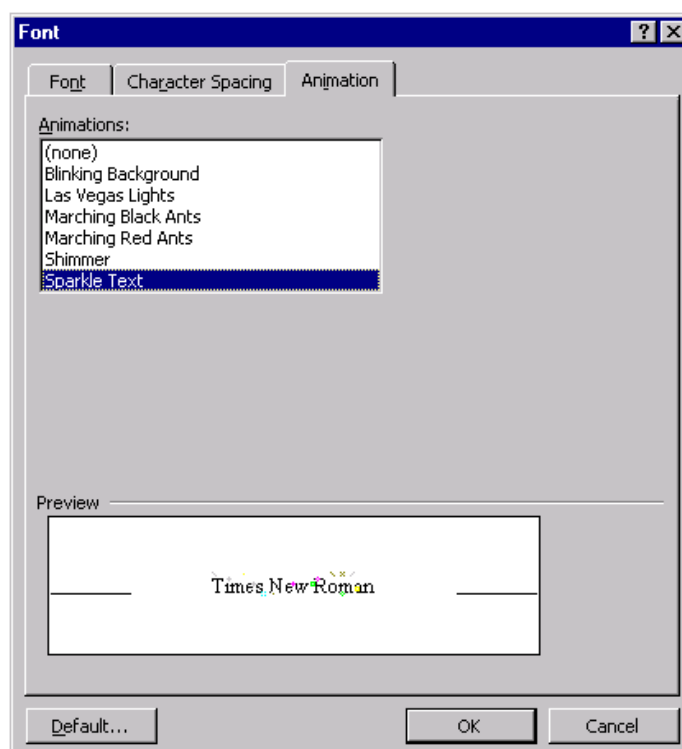 Font
Font Character Spacing Animation
Animations:
(none)
Blinking Background
Las Vegas Lights
Marching Black Ants
Marching Red Ants
Shimmer
Sparkle Text
Preview
Times New Roman
Default... OK Cancel